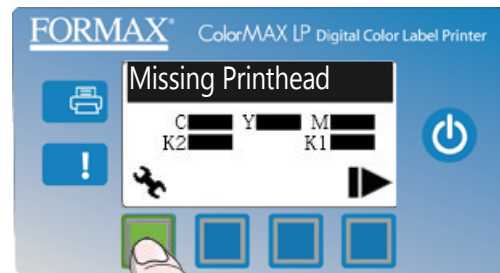 FORMAX® ColorMAX LP Digital Color Label Printer
Missing Printhead
C Y M
K2 K1
!